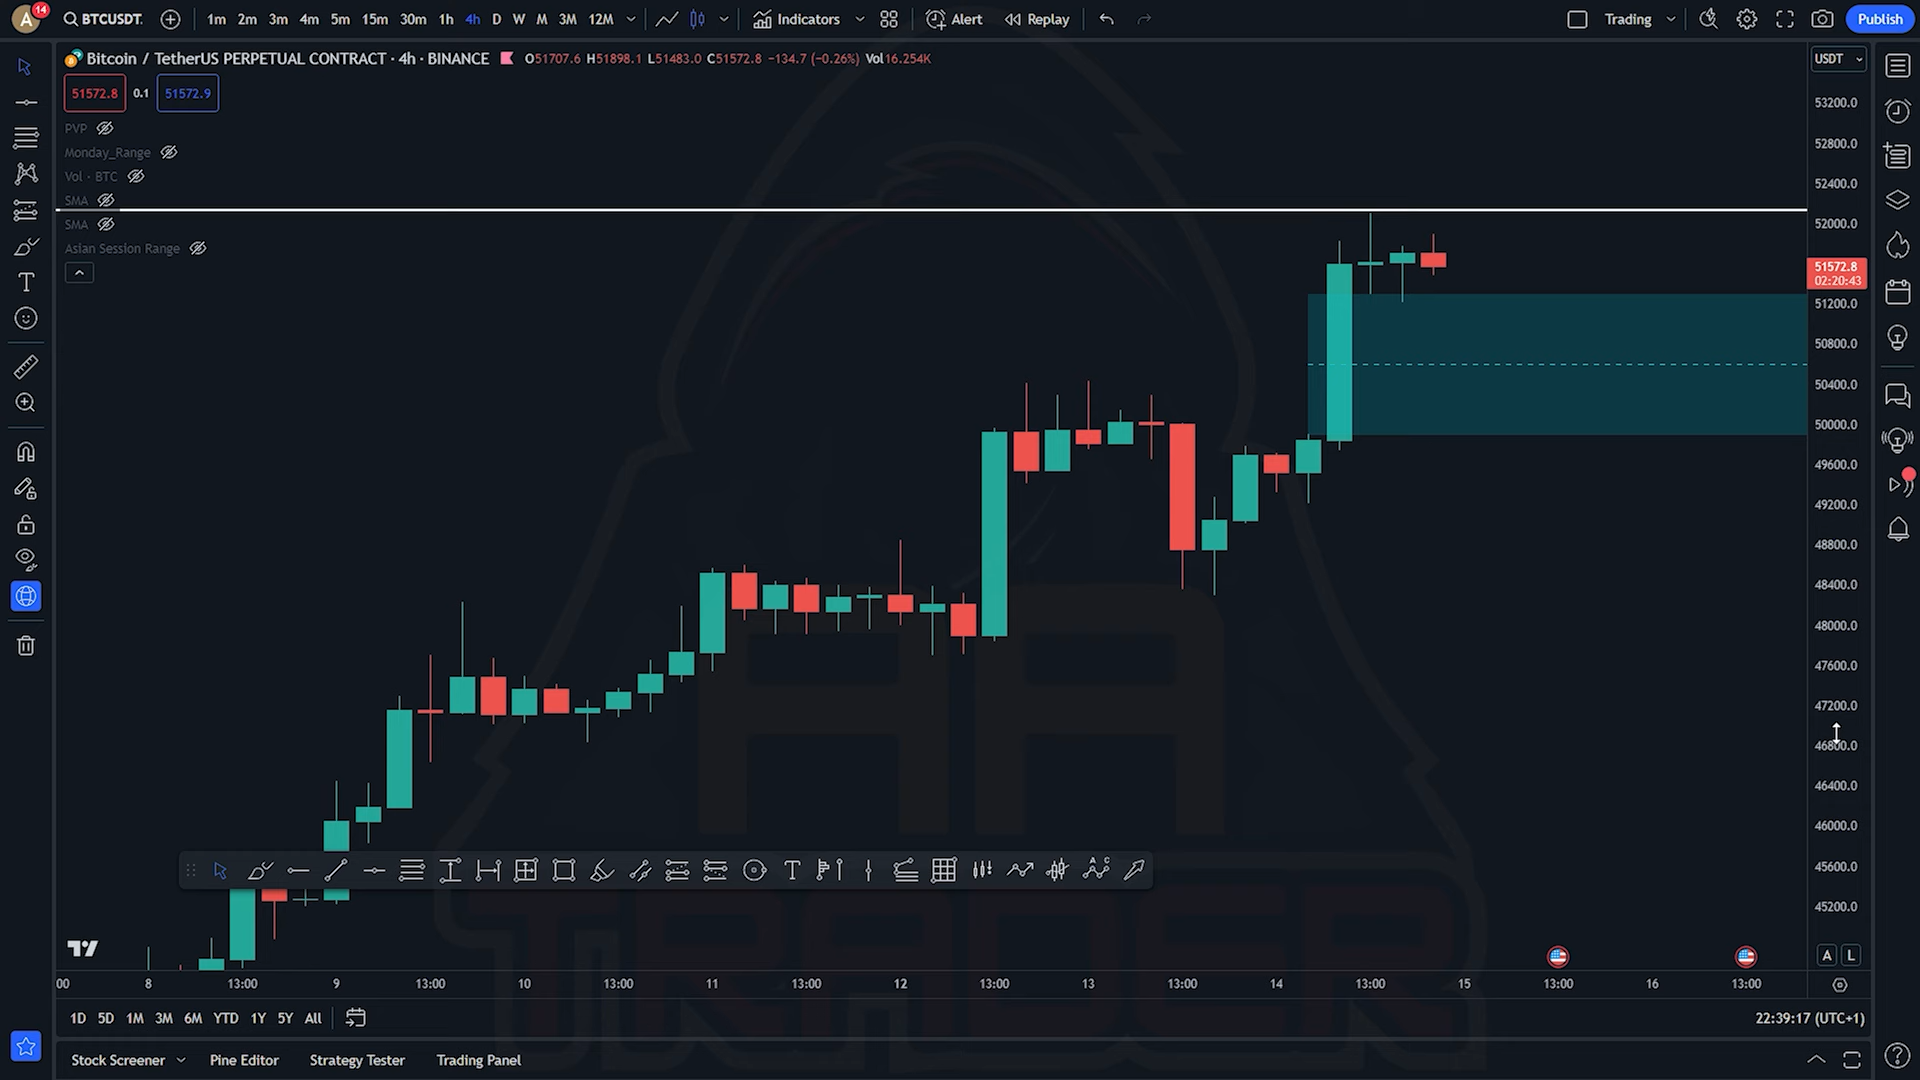 A 14 BTCUSDT. 1m 2m 3m 4m 5m 15m 30m 1h 4h D W M 3M 12M Indicators Alert Replay Trading Publish
Bitcoin / TetherUS PERPETUAL CONTRACT · 4h · BINANCE O51707.6 H51898.1 L51483.0 C51572.8 −134.7 (−0.26%) Vol16.254K USDT
51572.8 0.1 51572.9
PVP
Monday_Range
Vol · BTC
SMA
SMA
Asian Session Range
53200.0
52800.0
52400.0
52000.0
51572.8
02:20:43
51200.0
50800.0
50400.0
50000.0
49600.0
49200.0
48800.0
48400.0
48000.0
47600.0
47200.0
46800.0
46400.0
46000.0
45600.0
45200.0
AA
TRADER
A L
00 8 13:00 9 13:00 10 13:00 11 13:00 12 13:00 13 13:00 14 13:00 15 13:00 16 13:00
1D 5D 1M 3M 6M YTD 1Y 5Y All 22:39:17 (UTC+1)
Stock Screener Pine Editor Strategy Tester Trading Panel